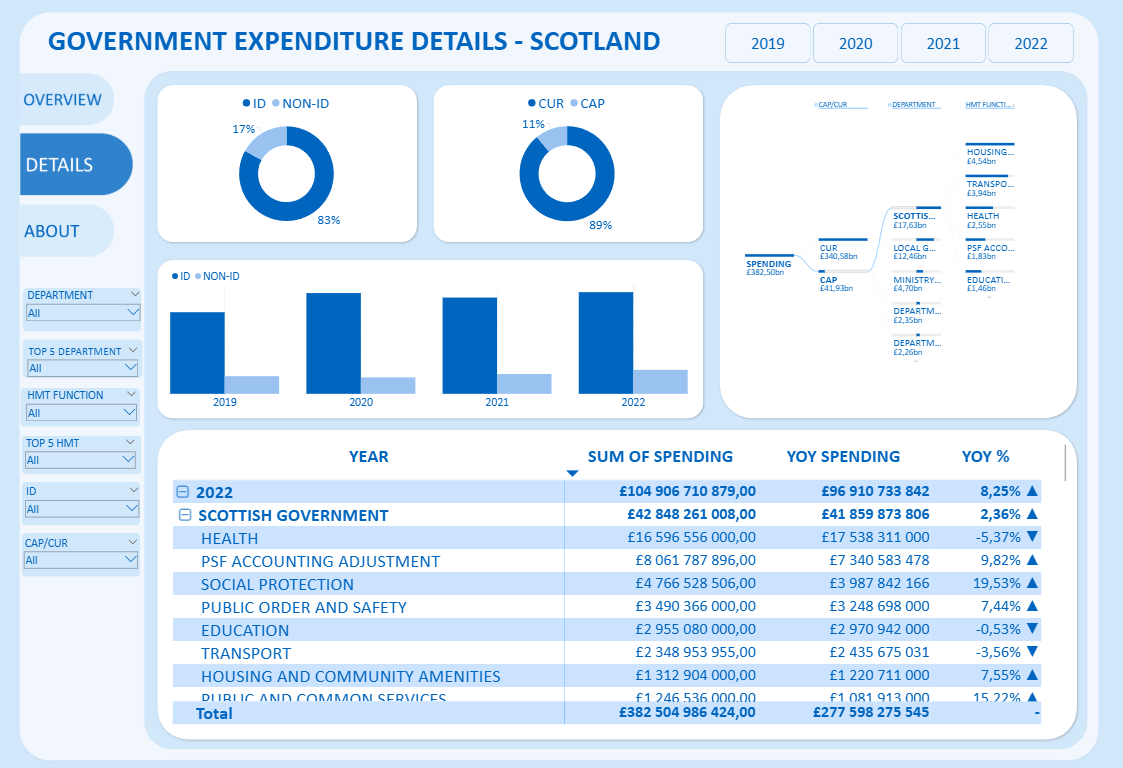 GOVERNMENT EXPENDITURE DETAILS - SCOTLAND
2019 2020 2021 2022
OVERVIEW
DETAILS
ABOUT
DEPARTMENT
All
TOP 5 DEPARTMENT
All
HMT FUNCTION
All
TOP 5 HMT
All
ID
All
CAP/CUR
All
ID NON-ID
17%
83%
CUR CAP
11%
89%
ID NON-ID
2019 2020 2021 2022
CAP/CUR DEPARTMENT HMT FUNCTI...
SPENDING
£382,50bn
CUR
£340,58bn
CAP
£41,93bn
SCOTTIS...
£17,63bn
LOCAL G...
£12,46bn
MINISTRY...
£4,70bn
DEPARTM...
£2,35bn
DEPARTM...
£2,26bn
HOUSING...
£4,54bn
TRANSPO...
£3,94bn
HEALTH
£2,55bn
PSF ACCO...
£1,83bn
EDUCATI...
£1,46bn
YEAR SUM OF SPENDING YOY SPENDING YOY %
2022 £104 906 710 879,00 £96 910 733 842 8,25% ▲
SCOTTISH GOVERNMENT £42 848 261 008,00 £41 859 873 806 2,36% ▲
HEALTH £16 596 556 000,00 £17 538 311 000 -5,37% ▼
PSF ACCOUNTING ADJUSTMENT £8 061 787 896,00 £7 340 583 478 9,82% ▲
SOCIAL PROTECTION £4 766 528 506,00 £3 987 842 166 19,53% ▲
PUBLIC ORDER AND SAFETY £3 490 366 000,00 £3 248 698 000 7,44% ▲
EDUCATION £2 955 080 000,00 £2 970 942 000 -0,53% ▼
TRANSPORT £2 348 953 955,00 £2 435 675 031 -3,56% ▼
HOUSING AND COMMUNITY AMENITIES £1 312 904 000,00 £1 220 711 000 7,55% ▲
PUBLIC AND COMMON SERVICES £1 246 536 000,00 £1 081 913 000 15,22% ▲
Total £382 504 986 424,00 £277 598 275 545 -